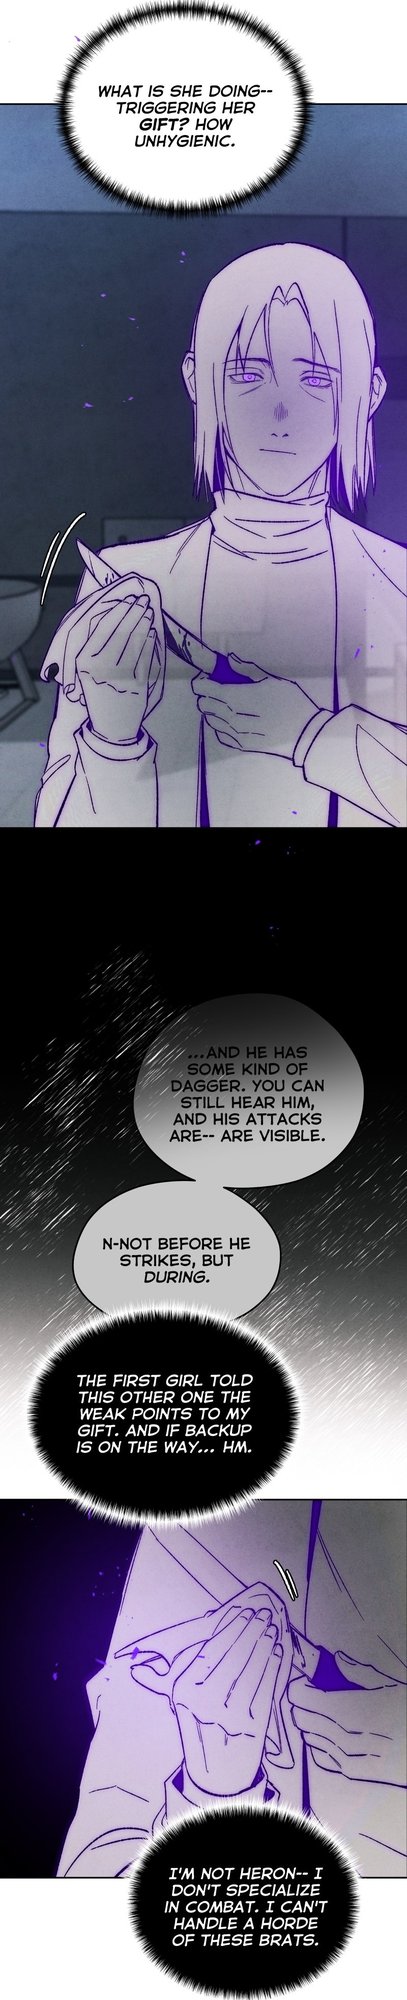 WHAT IS SHE DOING--
TRIGGERING HER
GIFT? HOW
UNHYGIENIC.
...AND HE HAS
SOME KIND OF
DAGGER. YOU CAN
STILL HEAR HIM,
AND HIS ATTACKS
ARE-- ARE VISIBLE.
N-NOT BEFORE HE
STRIKES, BUT
DURING.
THE FIRST GIRL TOLD
THIS OTHER ONE THE
WEAK POINTS TO MY
GIFT. AND IF BACKUP
IS ON THE WAY... HM.
I'M NOT HERON-- I
DON'T SPECIALIZE
IN COMBAT. I CAN'T
HANDLE A HORDE
OF THESE BRATS.